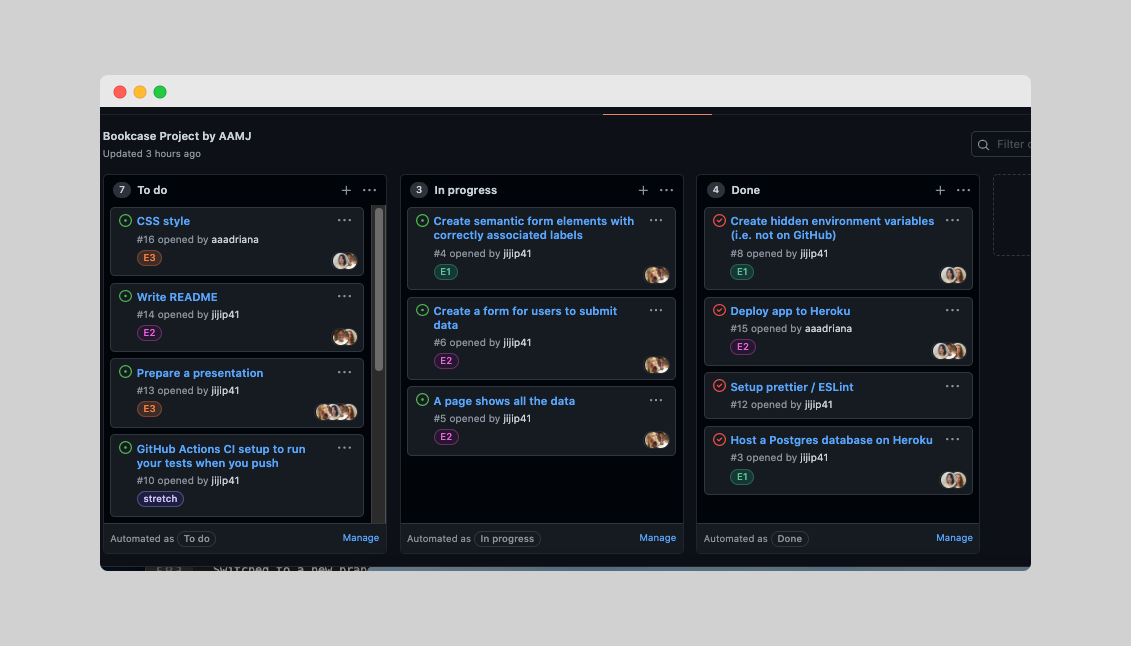 Bookcase Project by AAMJ
Updated 3 hours ago
Filter
7 To do
CSS style
#16 opened by aaadriana
E3
Write README
#14 opened by jijip41
E2
Prepare a presentation
#13 opened by jijip41
E3
GitHub Actions CI setup to run
your tests when you push
#10 opened by jijip41
stretch
Automated as To do Manage
3 In progress
Create semantic form elements with
correctly associated labels
#4 opened by jijip41
E1
Create a form for users to submit
data
#6 opened by jijip41
E2
A page shows all the data
#5 opened by jijip41
E2
Automated as In progress Manage
4 Done
Create hidden environment variables
(i.e. not on GitHub)
#8 opened by jijip41
E1
Deploy app to Heroku
#15 opened by aaadriana
E2
Setup prettier / ESLint
#12 opened by jijip41
Host a Postgres database on Heroku
#3 opened by jijip41
E1
Automated as Done Manage
Switched to a new